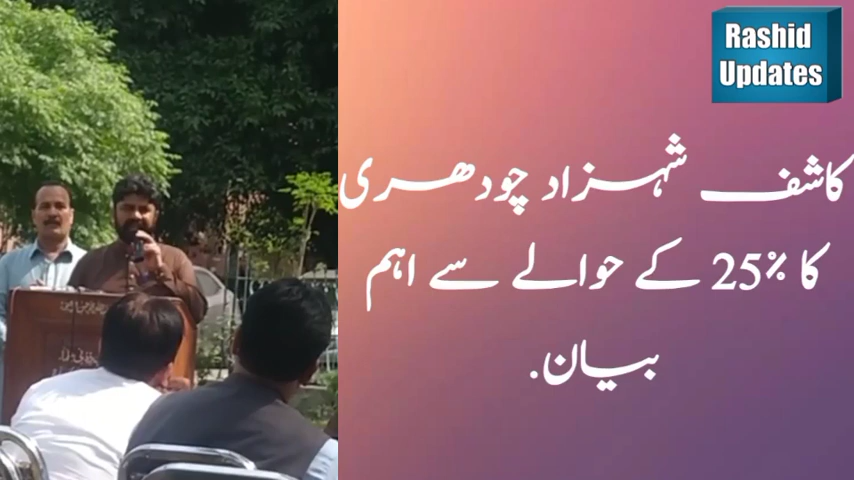 Rashid
Updates
کاشف شہزاد چودھری
کا %25 کے حوالے سے اہم
بیان.